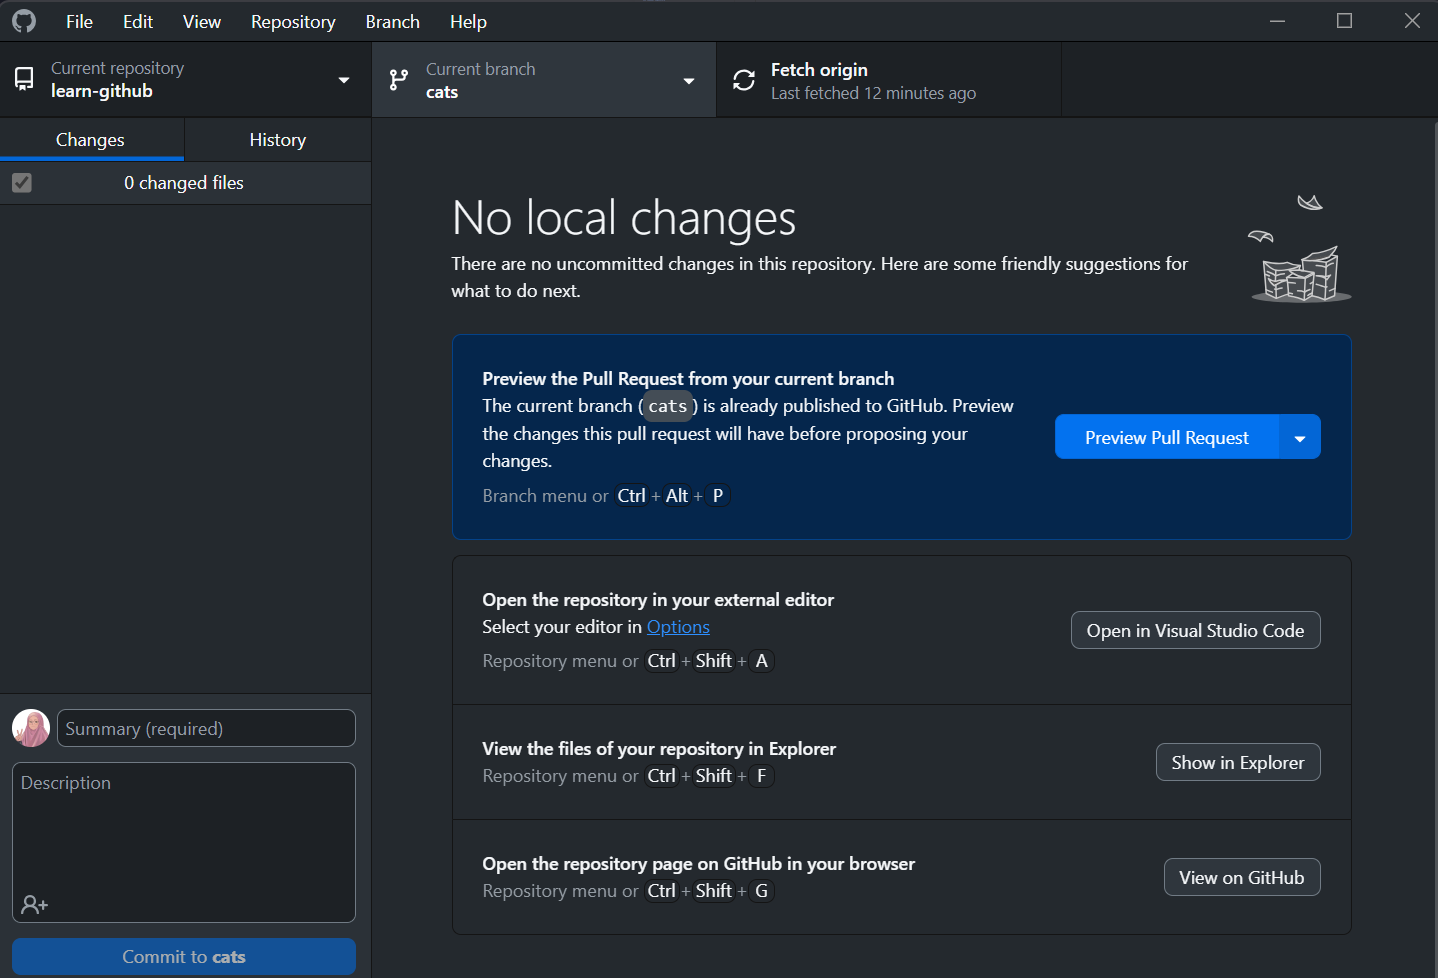 File Edit View Repository Branch Help
Current repository
learn-github
Current branch
cats
Fetch origin
Last fetched 12 minutes ago
Changes
History
0 changed files
No local changes
There are no uncommitted changes in this repository. Here are some friendly suggestions for
what to do next.
Preview the Pull Request from your current branch
The current branch (cats) is already published to GitHub. Preview
the changes this pull request will have before proposing your
changes.
Branch menu or Ctrl + Alt + P
Preview Pull Request
Open the repository in your external editor
Select your editor in Options
Repository menu or Ctrl + Shift + A
Open in Visual Studio Code
View the files of your repository in Explorer
Repository menu or Ctrl + Shift + F
Show in Explorer
Open the repository page on GitHub in your browser
Repository menu or Ctrl + Shift + G
View on GitHub
Summary (required)
Description
Commit to cats